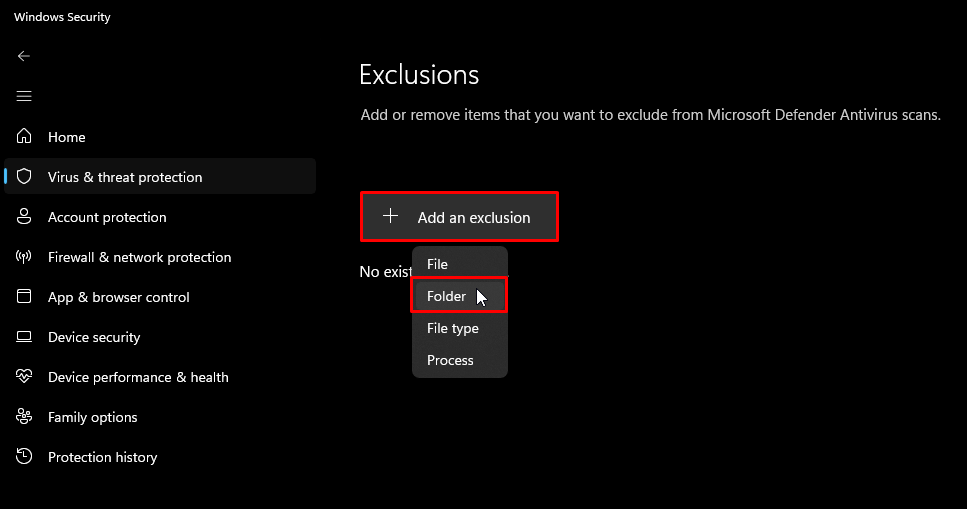 Windows Security
Exclusions
Add or remove items that you want to exclude from Microsoft Defender Antivirus scans.
Home
Virus & threat protection
Account protection
Firewall & network protection
App & browser control
Device security
Device performance & health
Family options
Protection history
Add an exclusion
No exist
File
Folder
File type
Process